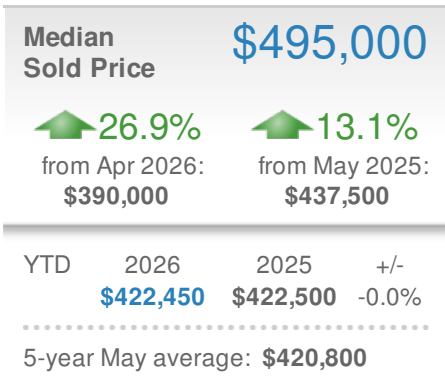 Median $495,000
Sold Price
26.9% 13.1%
from Apr 2026: from May 2025:
$390,000 $437,500
YTD 2026 2025 +/-
$422,450 $422,500 -0.0%
5-year May average: $420,800